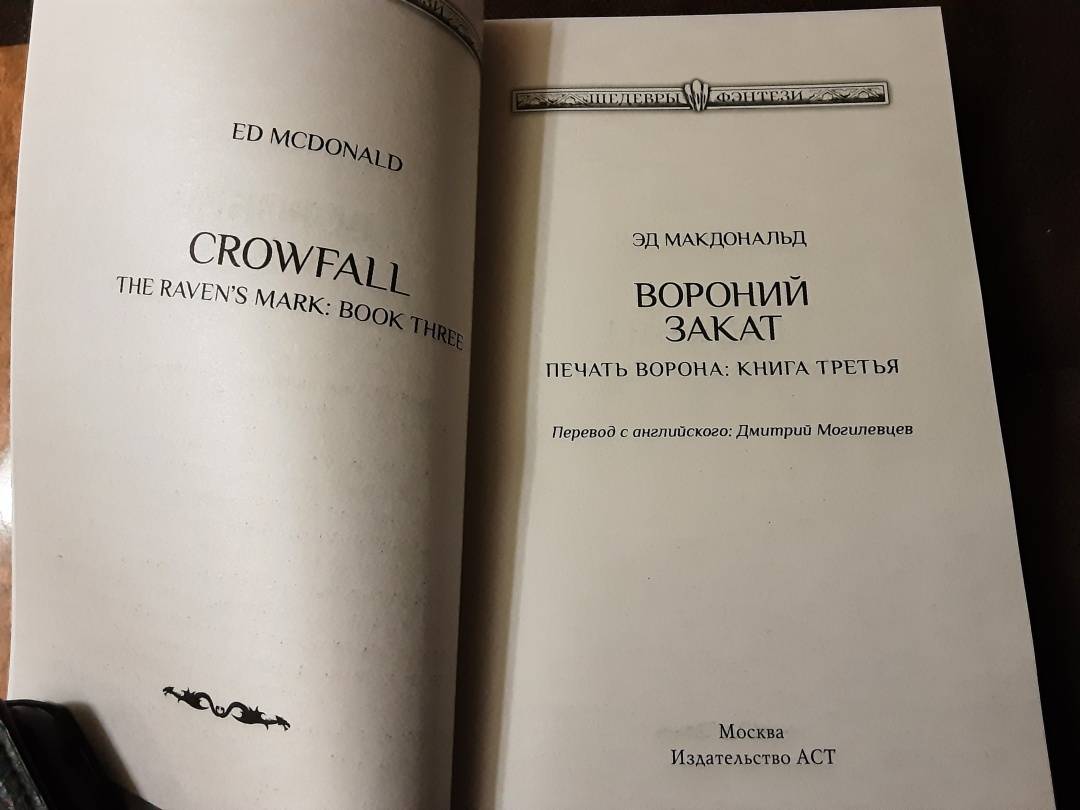 ED MCDONALD
CROWFALL
THE RAVEN'S MARK: BOOK THREE
ШЕДЕВРЫ ФЭНТЕЗИ
ЭД МАКДОНАЛЬД
ВОРОНИЙ
ЗАКАТ
ПЕЧАТЬ ВОРОНА: КНИГА ТРЕТЬЯ
Перевод с английского: Дмитрий Могилевцев
Москва
Издательство АСТ